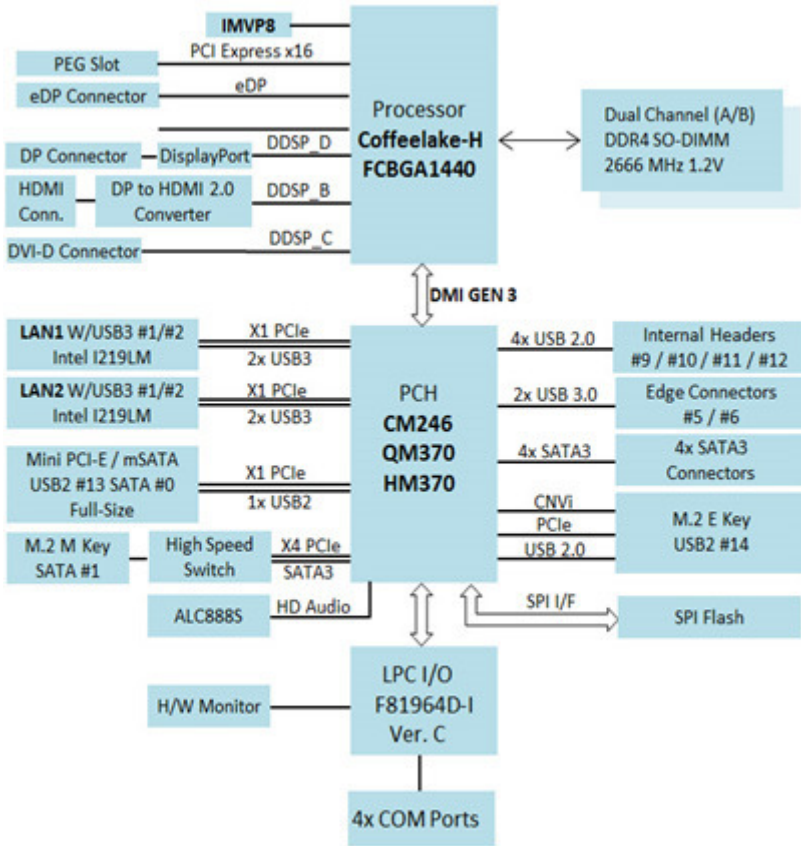 IMVP8
PCI Express x16
PEG Slot
eDP
eDP Connector
Processor
Coffeelake-H
FCBGA1440
Dual Channel (A/B)
DDR4 SO-DIMM
2666 MHz 1.2V
DDSP_D
DP Connector
DisplayPort
HDMI
Conn.
DP to HDMI 2.0
Converter
DDSP_B
DDSP_C
DVI-D Connector
DMI GEN 3
LAN1 W/USB3 #1/#2
Intel I219LM
X1 PCIe
2x USB3
LAN2 W/USB3 #1/#2
Intel I219LM
X1 PCIe
2x USB3
Mini PCI-E / mSATA
USB2 #13 SATA #0
Full-Size
X1 PCIe
1x USB2
M.2 M Key
SATA #1
High Speed
Switch
X4 PCIe
SATA3
ALC888S
HD Audio
PCH
CM246
QM370
HM370
4x USB 2.0
Internal Headers
#9 / #10 / #11 / #12
2x USB 3.0
Edge Connectors
#5 / #6
4x SATA3
4x SATA3
Connectors
CNVi
PCIe
USB 2.0
M.2 E Key
USB2 #14
SPI I/F
SPI Flash
LPC I/O
F81964D-I
Ver. C
H/W Monitor
4x COM Ports